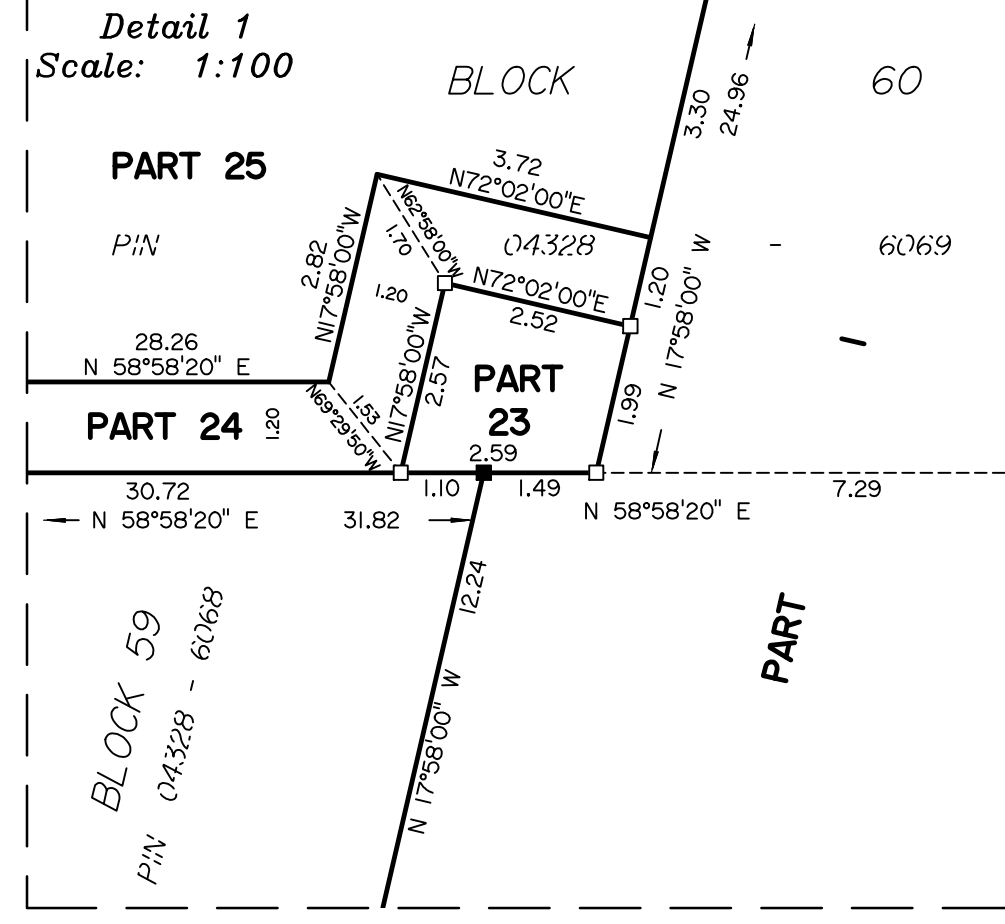 Detail 1
Scale: 1:100
BLOCK
60
3.30
24.96
PART 25
3.72
N72°02'00"E
PIN
04328
-
6069
N62°58'00"W
1.70
2.82
N17°58'00"W
1.20
N72°02'00"E
2.52
1.20
N 17°58'00" W
28.26
N 58°58'20" E
N17°58'00"W
2.57
PART
23
1.99
PART 24
1.20
1.53
N69°29'50"W
2.59
30.72
1.10
1.49
7.29
N 58°58'20" E
31.82
N 58°58'20" E
12.24
N 17°58'00" W
BLOCK 59
PIN 04328 - 6068
PART